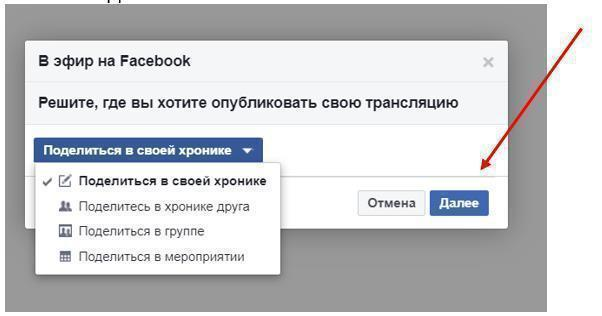 В эфир на Facebook
Решите, где вы хотите опубликовать свою трансляцию
Поделиться в своей хронике
Поделиться в своей хронике
Поделитесь в хронике друга
Поделиться в группе
Поделиться в мероприятии
Отмена Далее